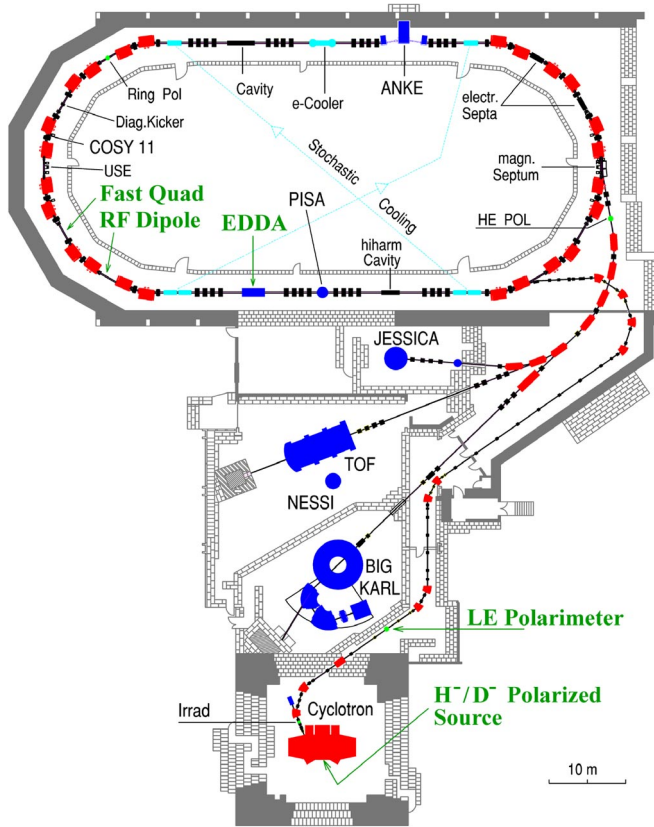 Ring Pol
Cavity
e-Cooler
ANKE
electr.
Septa
Diag.Kicker
COSY 11
USE
Stochastic
Cooling
magn.
Septum
Fast Quad
RF Dipole
EDDA
PISA
HE POL
hiharm
Cavity
JESSICA
TOF
NESSI
BIG
KARL
LE Polarimeter
Irrad
Cyclotron
H⁻/D⁻ Polarized
Source
10 m